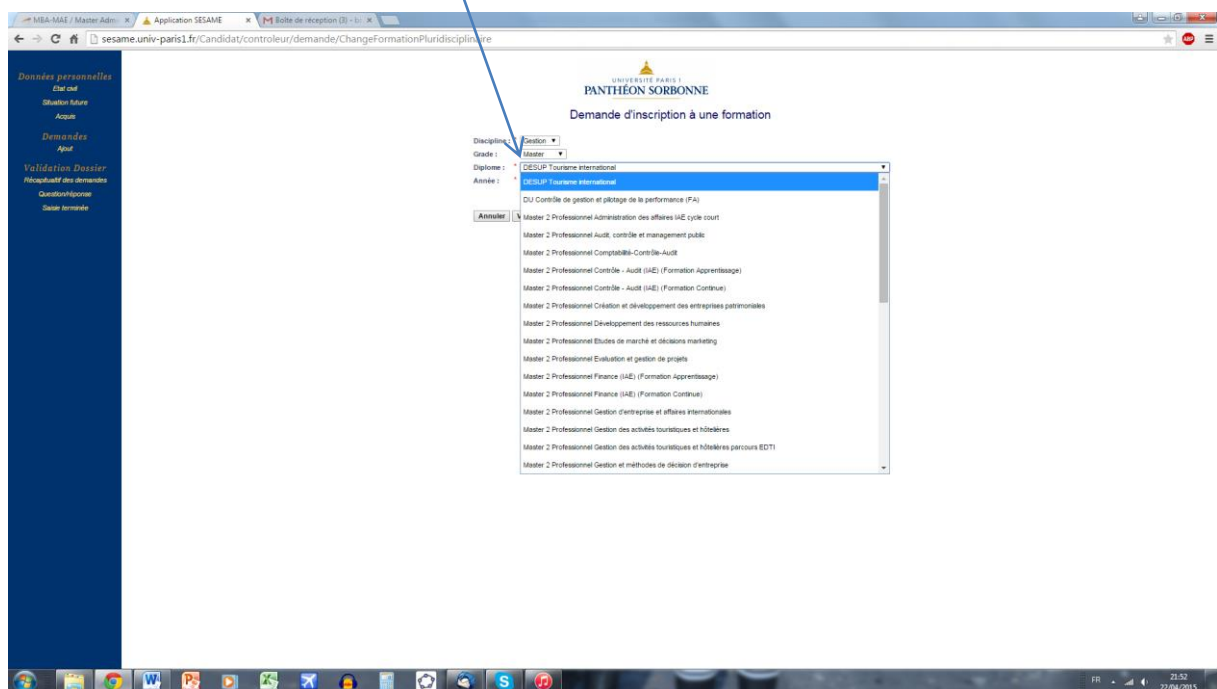 MBA-MAE / Master Admi
Application SESAME
Boîte de réception (3) - b
sesame.univ-paris1.fr/Candidat/controleur/demande/ChangeFormationPluridisciplinaire
ABP
Données personnelles
Etat civil
Situation future
Acquis
Demandes
Ajout
Validation Dossier
Récapitulatif des demandes
Question/réponse
Saisie terminée
UNIVERSITÉ PARIS 1
PANTHÉON SORBONNE
Demande d'inscription à une formation
Discipline : * Gestion
Grade : Master
Diplome : * DESUP Tourisme international
Année : *
Annuler V
DESUP Tourisme international
DU Contrôle de gestion et pilotage de la performance (FA)
Master 2 Professionnel Administration des affaires IAE cycle court
Master 2 Professionnel Audit, contrôle et management public
Master 2 Professionnel Comptabilité-Contrôle-Audit
Master 2 Professionnel Contrôle - Audit (IAE) (Formation Apprentissage)
Master 2 Professionnel Contrôle - Audit (IAE) (Formation Continue)
Master 2 Professionnel Création et développement des entreprises patrimoniales
Master 2 Professionnel Développement des ressources humaines
Master 2 Professionnel Etudes de marché et décisions marketing
Master 2 Professionnel Evaluation et gestion de projets
Master 2 Professionnel Finance (IAE) (Formation Apprentissage)
Master 2 Professionnel Finance (IAE) (Formation Continue)
Master 2 Professionnel Gestion d'entreprise et affaires internationales
Master 2 Professionnel Gestion des activités touristiques et hôtelières
Master 2 Professionnel Gestion des activités touristiques et hôtelières parcours EDTI
Master 2 Professionnel Gestion et méthodes de décision d'entreprise
FR
21:52
22/04/2015